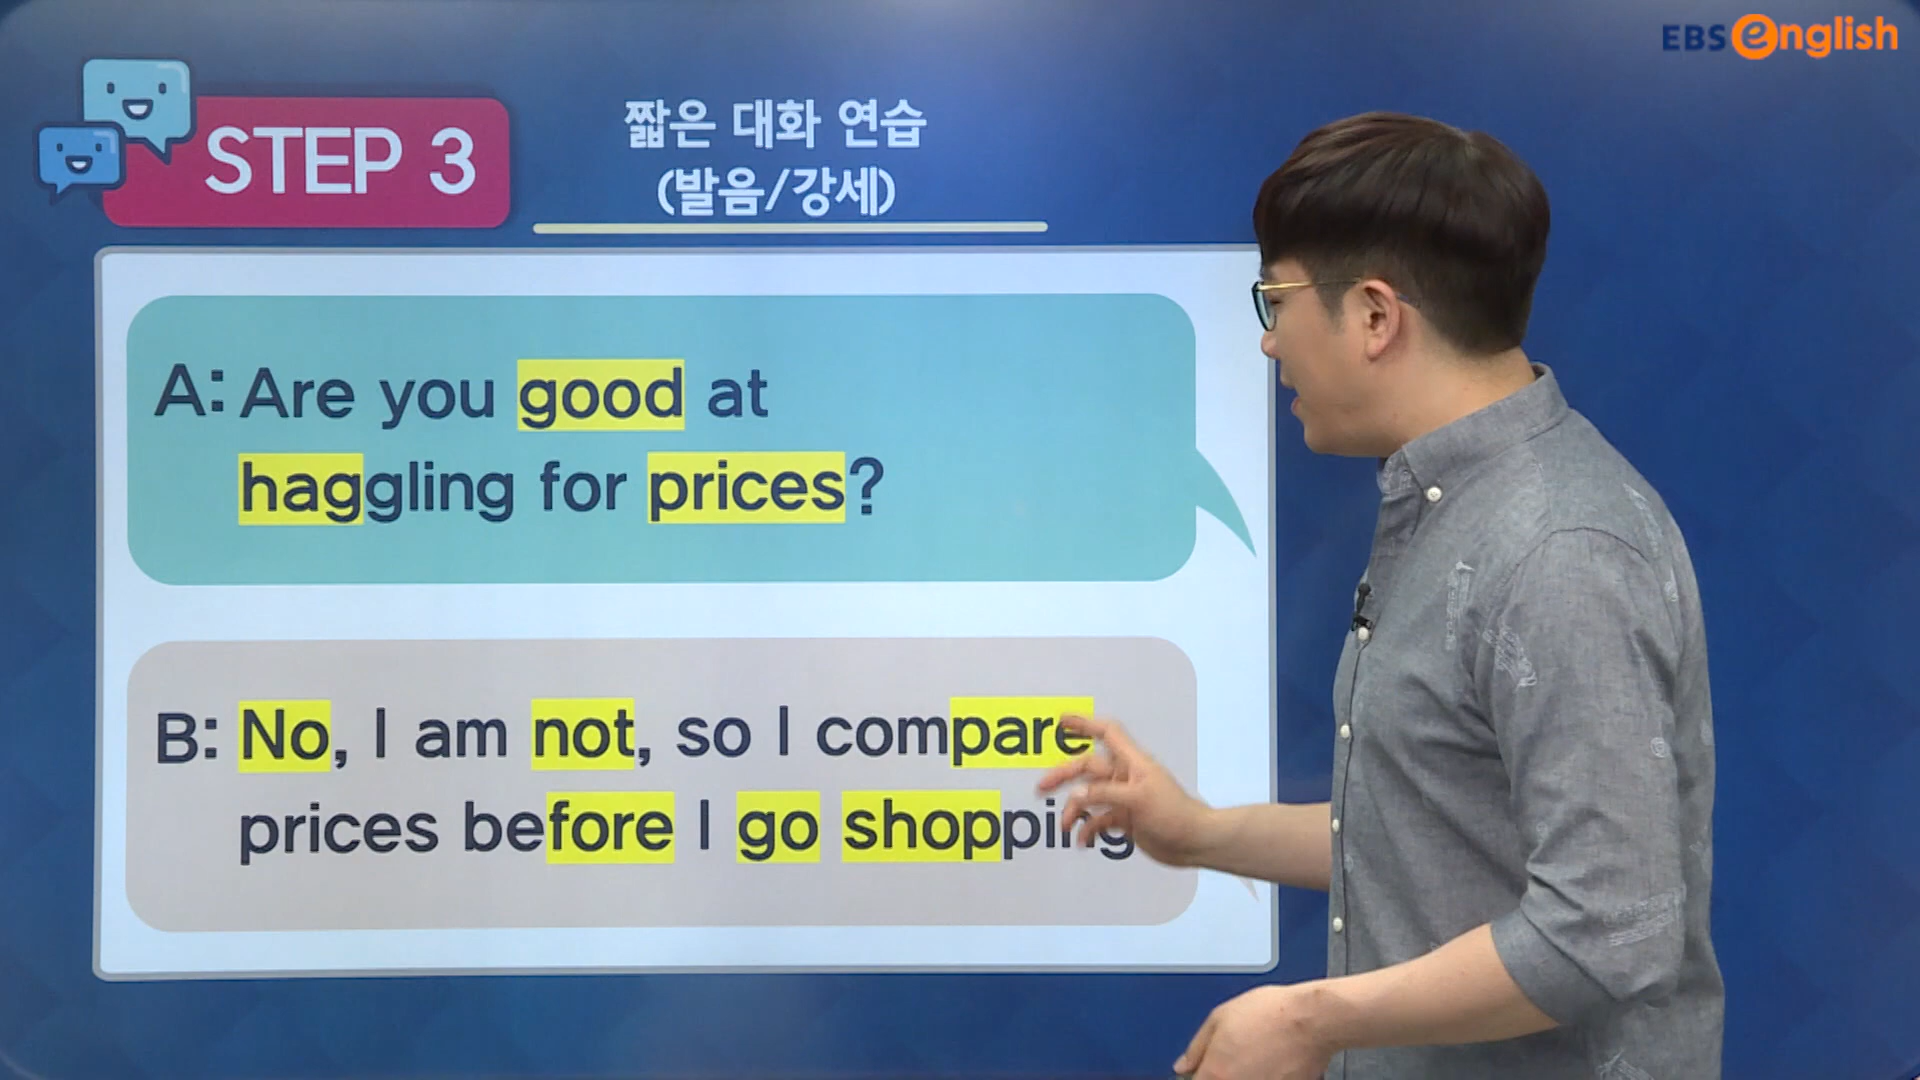 EBS english
STEP 3
짧은 대화 연습
(발음/강세)
A: Are you good at
haggling for prices?
B: No, I am not, so I compare
prices before I go shopping